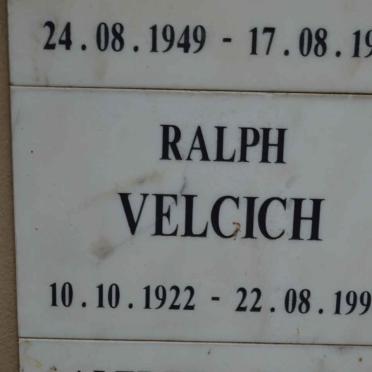 24.08.1949 - 17.08.19
RALPH
VELCICH
10.10.1922 - 22.08.199